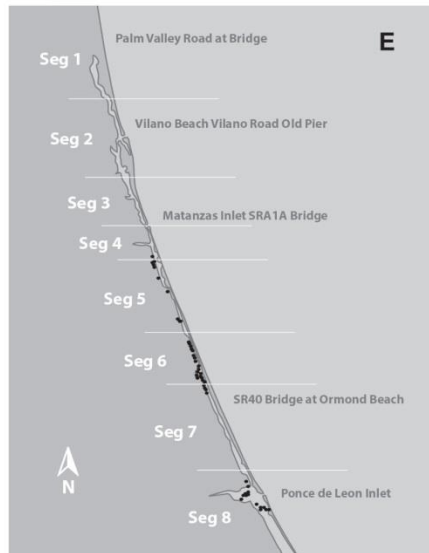 Palm Valley Road at Bridge
E
Seg 1
Vilano Beach Vilano Road Old Pier
Seg 2
Seg 3
Matanzas Inlet SRA1A Bridge
Seg 4
Seg 5
Seg 6
SR40 Bridge at Ormond Beach
Seg 7
N
Ponce de Leon Inlet
Seg 8